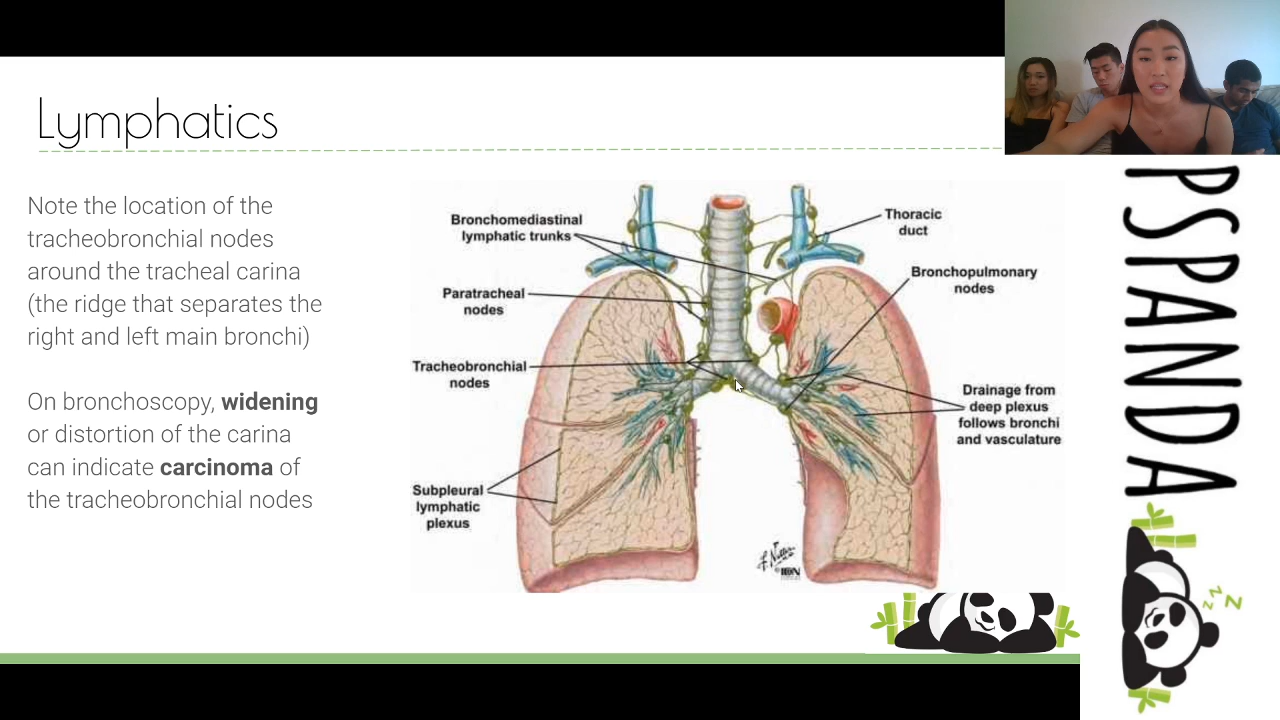 Lymphatics
Note the location of the
tracheobronchial nodes
around the tracheal carina
(the ridge that separates the
right and left main bronchi)
On bronchoscopy, widening
or distortion of the carina
can indicate carcinoma of
the tracheobronchial nodes
Bronchomediastinal
lymphatic trunks
Paratracheal
nodes
Tracheobronchial
nodes
Subpleural
lymphatic
plexus
Thoracic
duct
Bronchopulmonary
nodes
Drainage from
deep plexus
follows bronchi
and vasculature
PSPANDA
z z Z